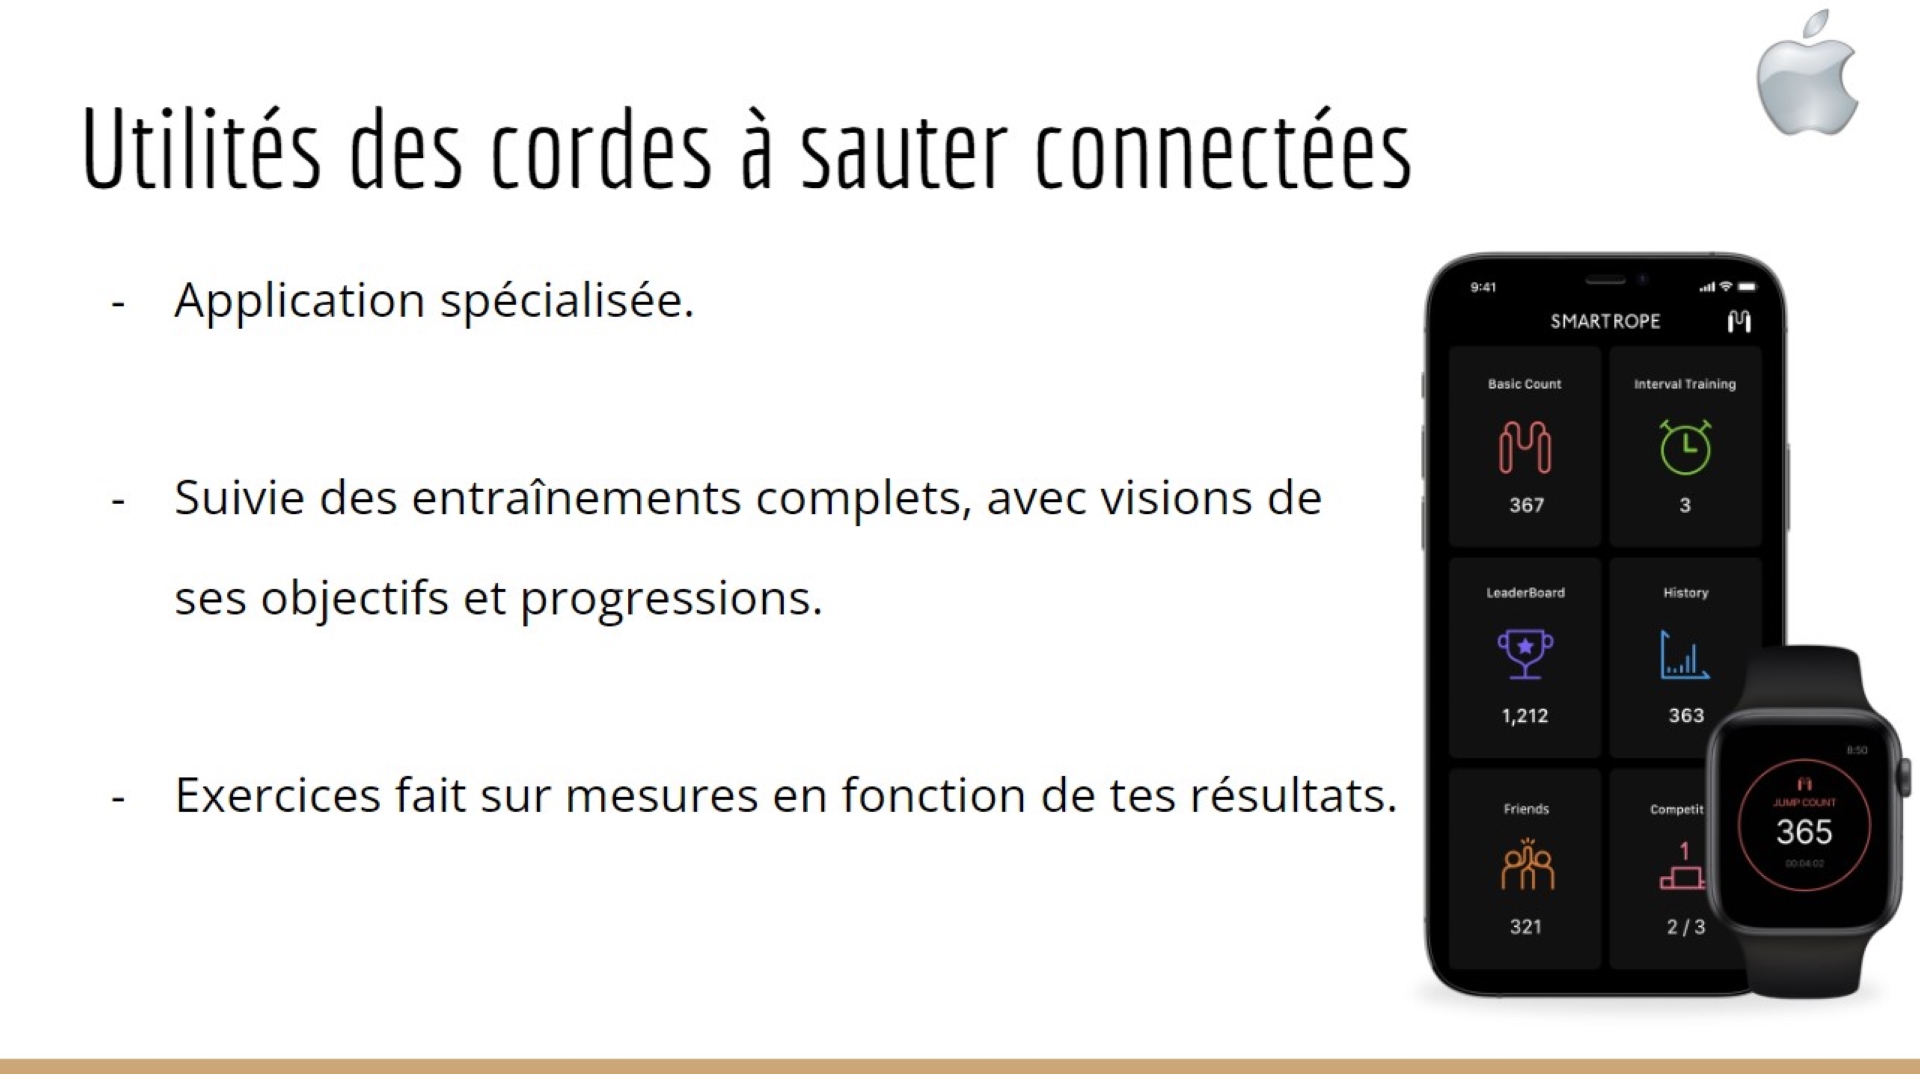 Utilités des cordes à sauter connectées
- Application spécialisée.
- Suivie des entraînements complets, avec visions de
ses objectifs et progressions.
- Exercices fait sur mesures en fonction de tes résultats.
9:41
SMARTROPE
Basic Count
367
Interval Training
3
LeaderBoard
1,212
History
363
Friends
321
Competit
2 / 3
1
8:50
JUMP COUNT
365
00:04:02